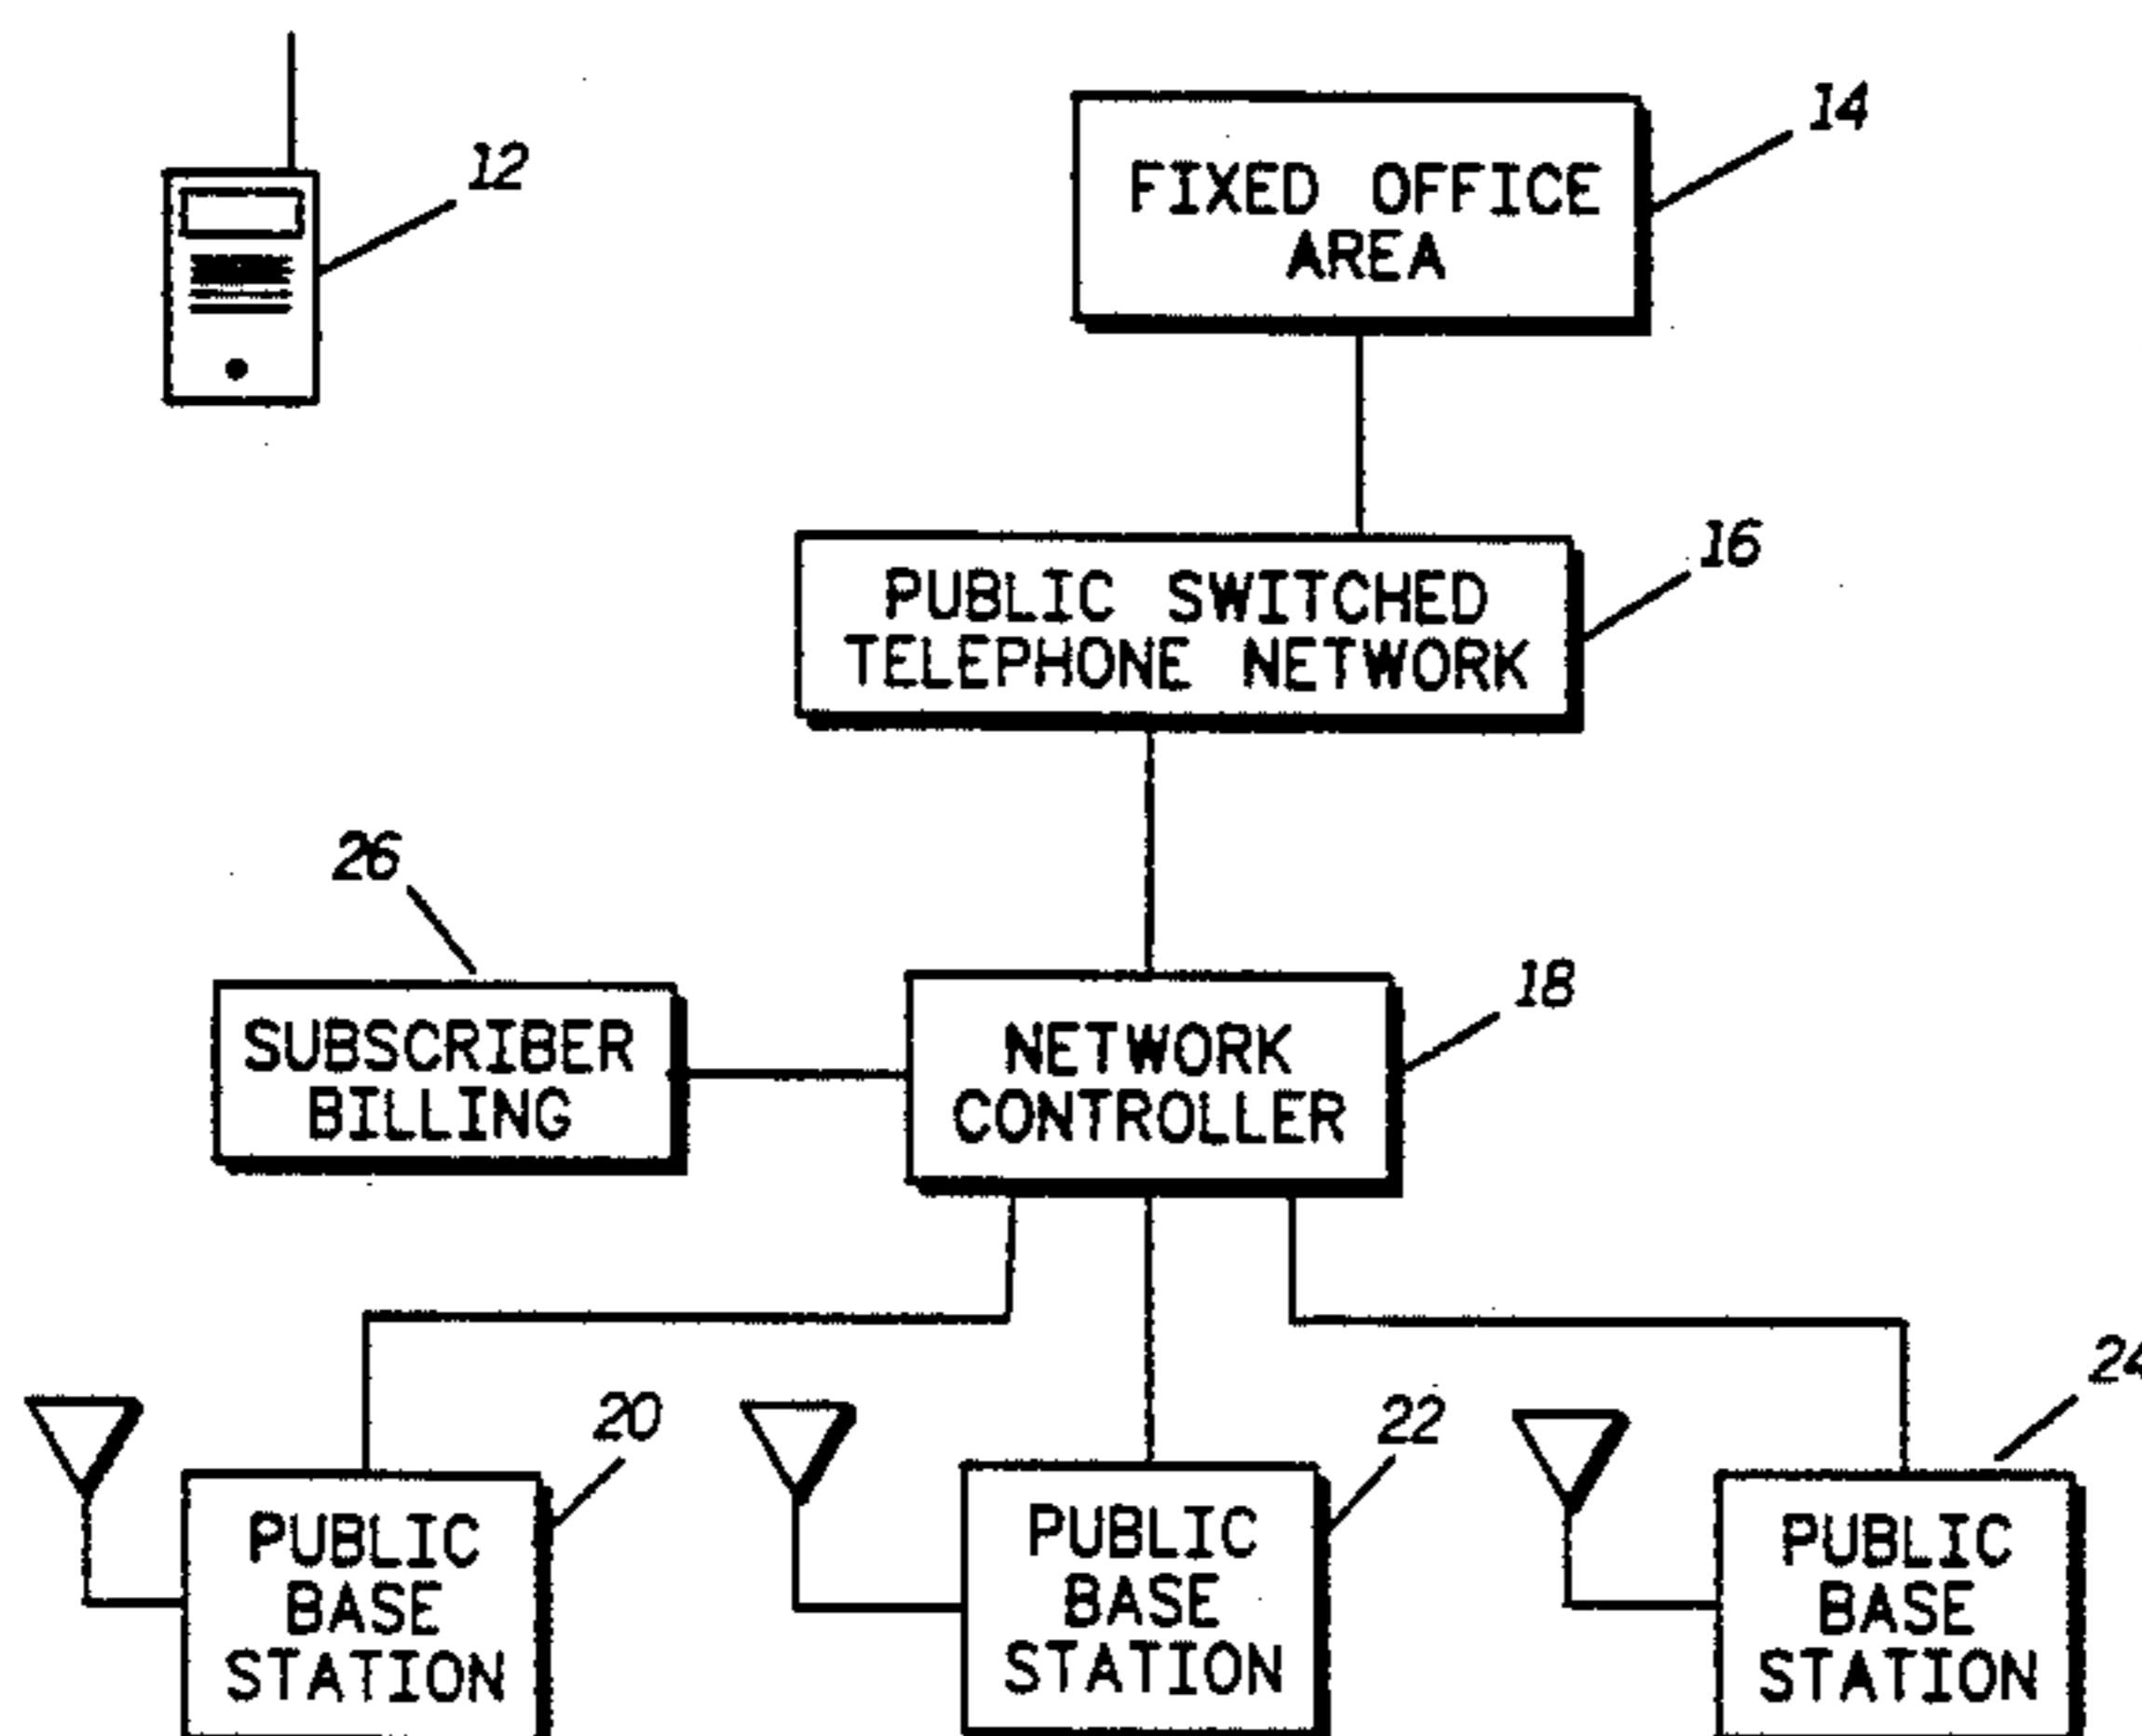 12
14
FIXED OFFICE
AREA
16
PUBLIC SWITCHED
TELEPHONE NETWORK
26
18
SUBSCRIBER
BILLING
NETWORK
CONTROLLER
20
22
24
PUBLIC
BASE
STATION
PUBLIC
BASE
STATION
PUBLIC
BASE
STATION